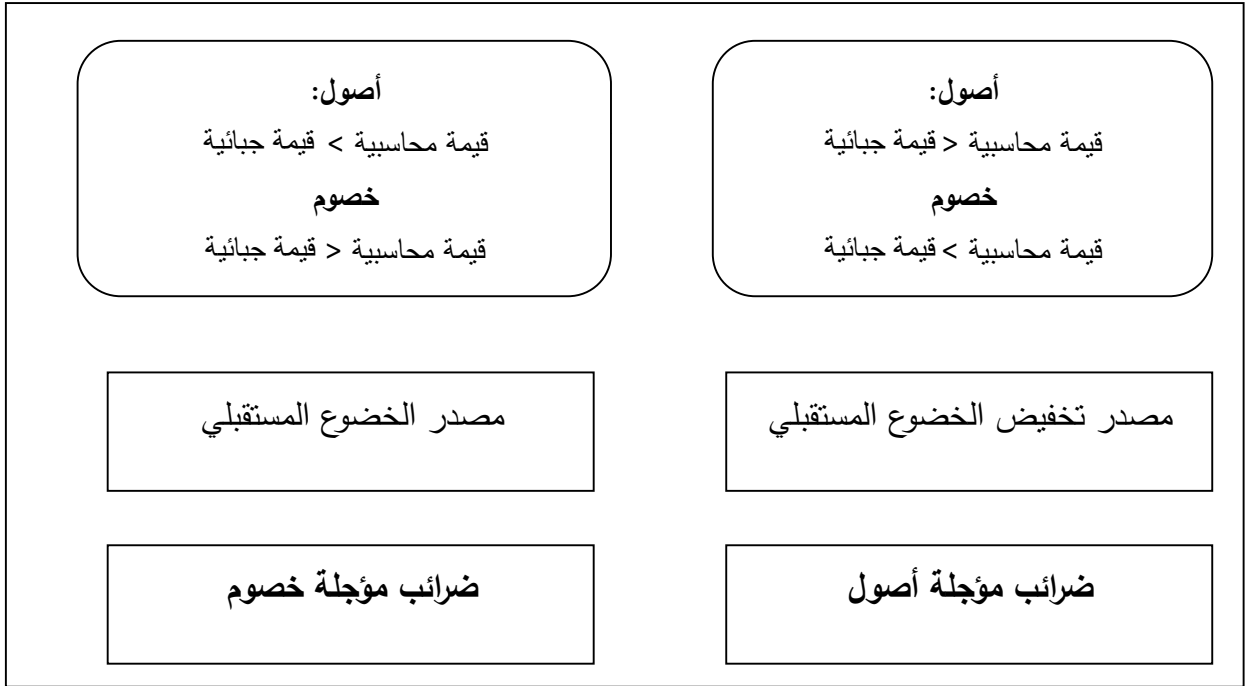 أصول:
قيمة محاسبية < قيمة جبائية
خصوم
قيمة محاسبية > قيمة جبائية
أصول:
قيمة محاسبية > قيمة جبائية
خصوم
قيمة محاسبية < قيمة جبائية
مصدر تخفيض الخضوع المستقبلي
مصدر الخضوع المستقبلي
ضرائب مؤجلة أصول
ضرائب مؤجلة خصوم